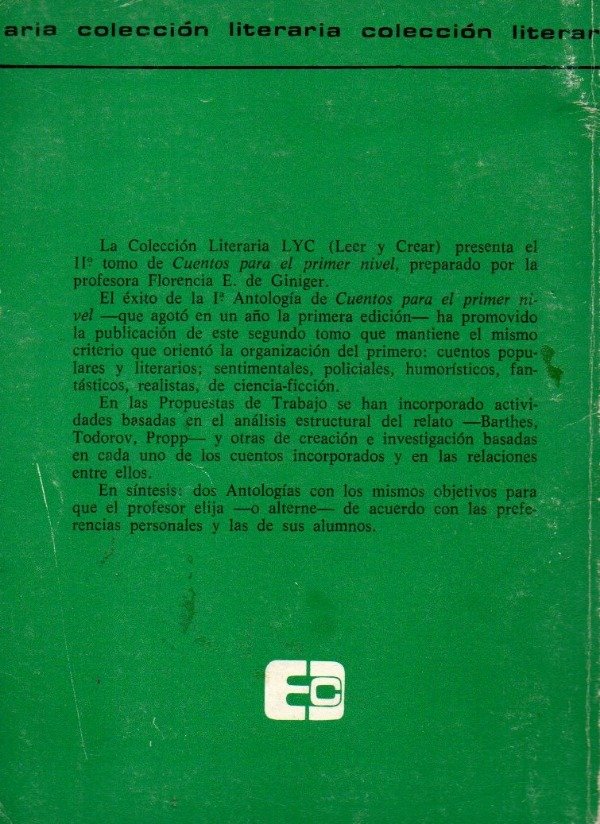 aria colección literaria colección literar
La Colección Literaria LYC (Leer y Crear) presenta el
IIº tomo de Cuentos para el primer nivel, preparado por la
profesora Florencia E. de Giniger.
El éxito de la Iª Antología de Cuentos para el primer ni-
vel —que agotó en un año la primera edición— ha promovido
la publicación de este segundo tomo que mantiene el mismo
criterio que orientó la organización del primero: cuentos popu-
lares y literarios; sentimentales, policiales, humorísticos, fan-
tásticos, realistas, de ciencia-ficción.
En las Propuestas de Trabajo se han incorporado activi-
dades basadas en el análisis estructural del relato —Barthes,
Todorov, Propp— y otras de creación e investigación basadas
en cada uno de los cuentos incorporados y en las relaciones
entre ellos.
En síntesis: dos Antologías con los mismos objetivos para
que el profesor elija —o alterne— de acuerdo con las prefe-
rencias personales y las de sus alumnos.
EC